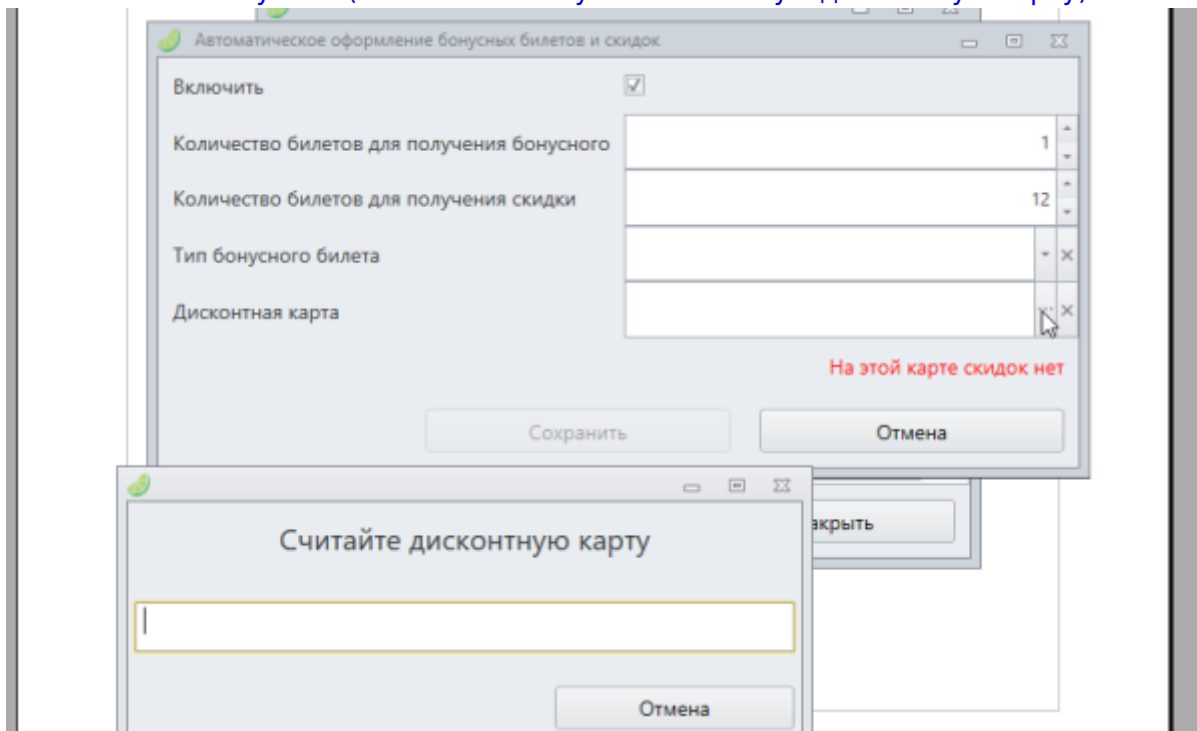 Автоматическое оформление бонусных билетов и скидок
Включить
Количество билетов для получения бонусного 1
Количество билетов для получения скидки 12
Тип бонусного билета
Дисконтная карта
На этой карте скидок нет
Сохранить Отмена
акрыть
Считайте дисконтную карту
Отмена